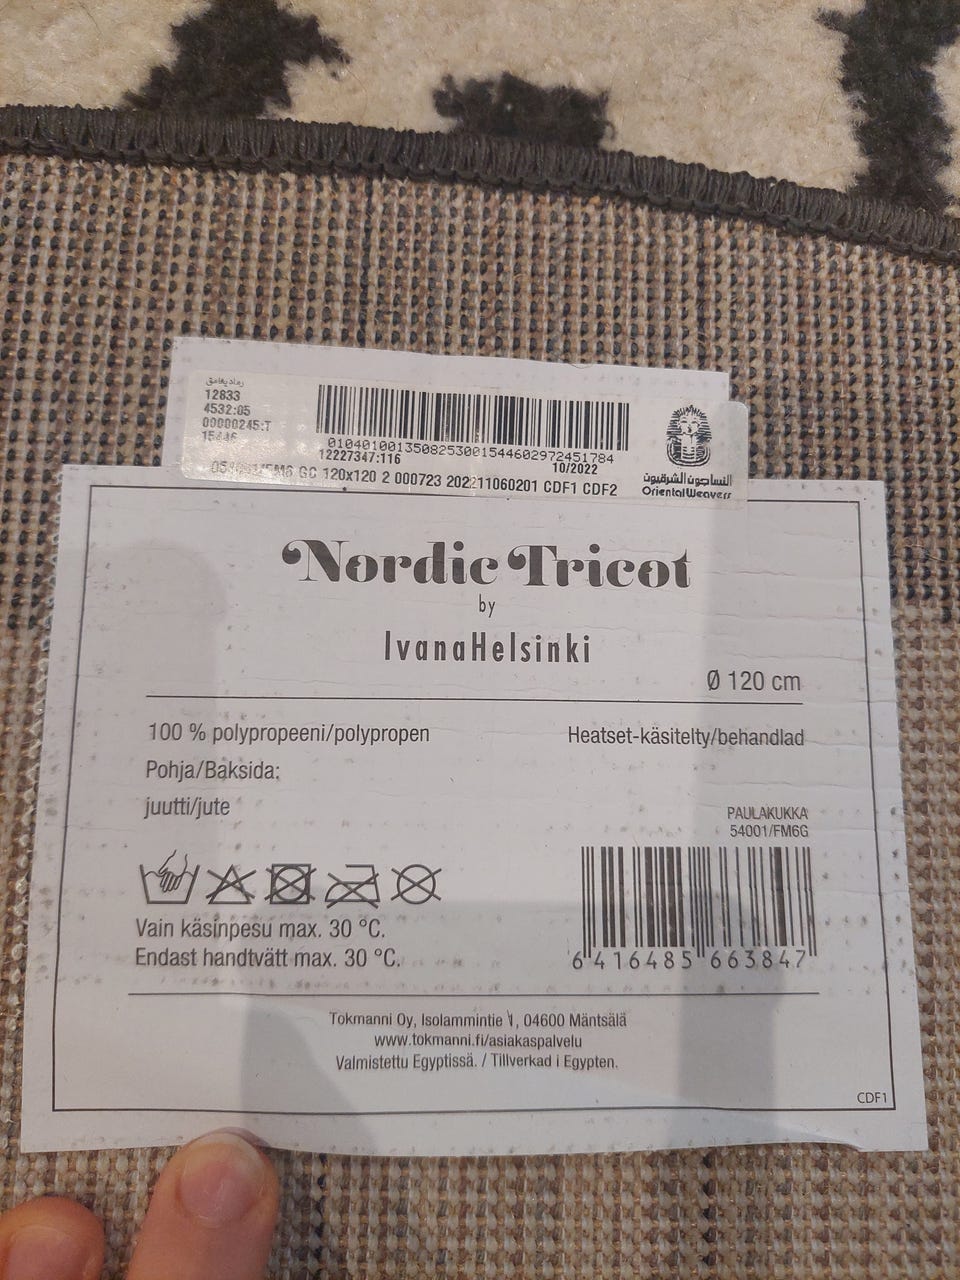 رمادي غامق
12833
4532:05
00000245:T
15446
0104010013508253001544602972451784
12227347:116
10/2022
GC 120x120 2 000723 202211060201 CDF1 CDF2
النساجون الشرقيون
Oriental Weavers
Nordic Tricot
by
IvanaHelsinki
Ø 120 cm
100 % polypropeeni/polypropen
Heatset-käsitelty/behandlad
Pohja/Baksida:
juutti/jute
PAULAKUKKA
54001/FM6G
Vain käsinpesu max. 30 °C.
Endast handtvätt max. 30 °C.
6 416485 663847
Tokmanni Oy, Isolammintie 1, 04600 Mäntsälä
www.tokmanni.fi/asiakaspalvelu
Valmistettu Egyptissä. / Tillverkad i Egypten.
CDF1